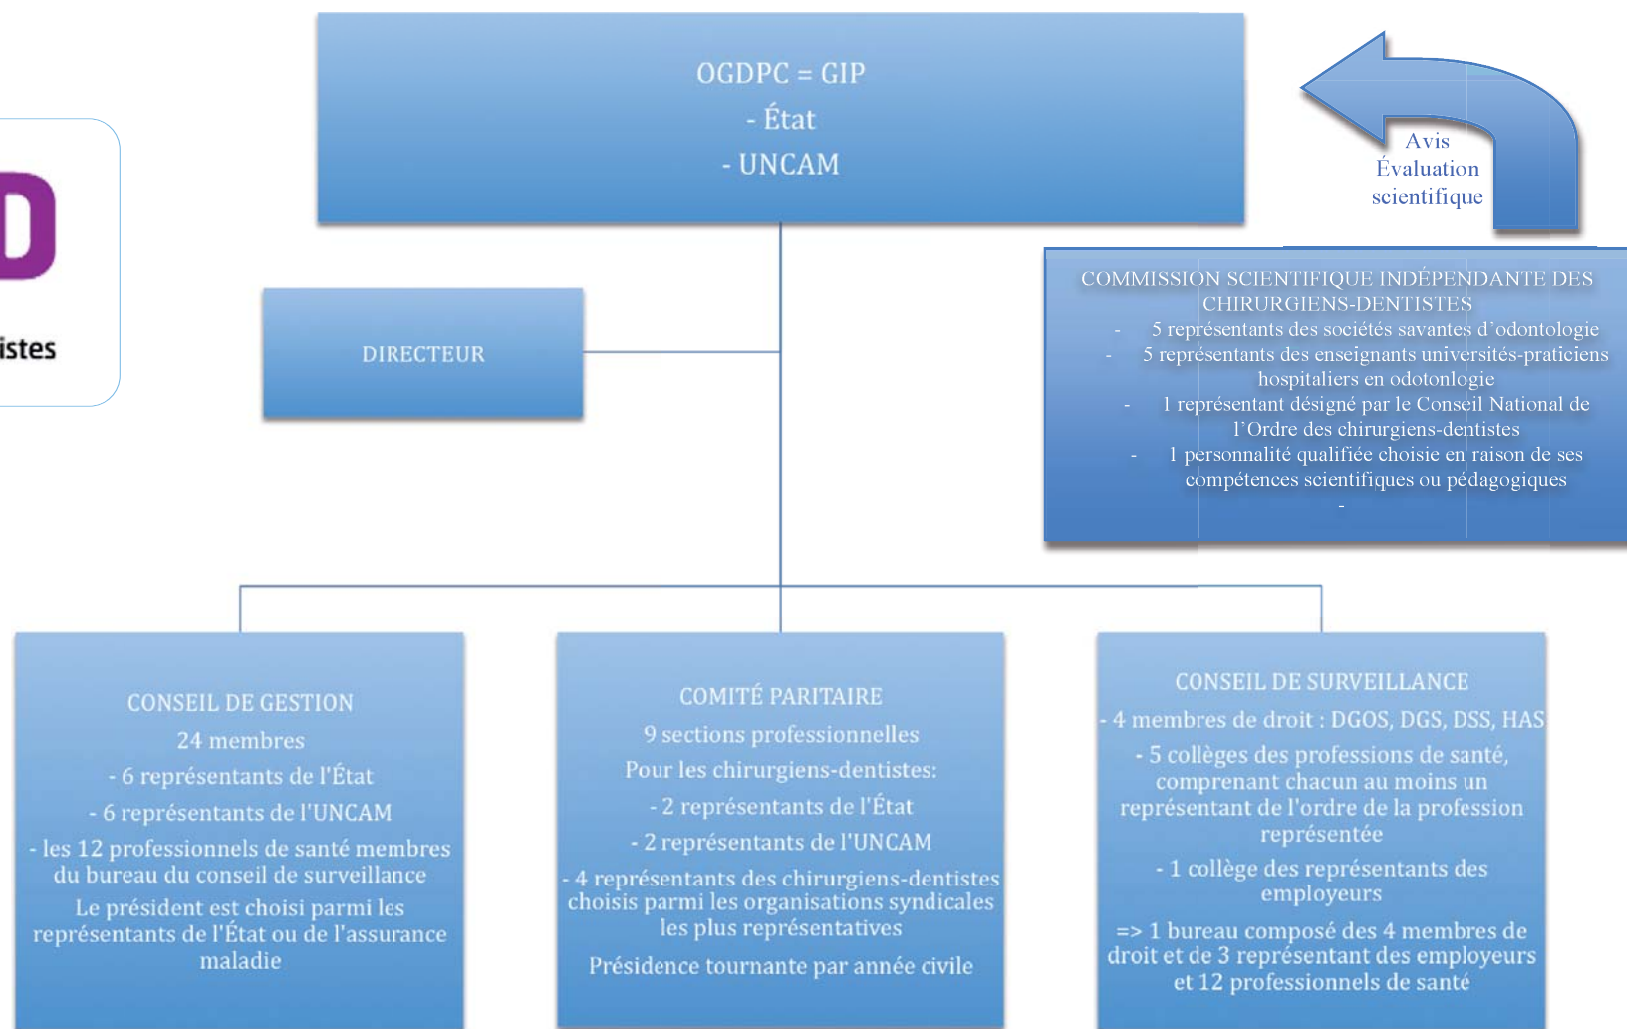 OGDPC = GIP
- État
- UNCAM
Avis
Évaluation
scientifique
D
istes
DIRECTEUR
COMMISSION SCIENTIFIQUE INDÉPENDANTE DES
CHIRURGIENS-DENTISTES
- 5 représentants des sociétés savantes d’odontologie
- 5 représentants des enseignants universités-praticiens
hospitaliers en odotonlogie
- 1 représentant désigné par le Conseil National de
l’Ordre des chirurgiens-dentistes
- 1 personnalité qualifiée choisie en raison de ses
compétences scientifiques ou pédagogiques
-
CONSEIL DE GESTION
24 membres
- 6 représentants de l'État
- 6 représentants de l'UNCAM
- les 12 professionnels de santé membres
du bureau du conseil de surveillance
Le président est choisi parmi les
représentants de l'État ou de l'assurance
maladie
COMITÉ PARITAIRE
9 sections professionnelles
Pour les chirurgiens-dentistes:
- 2 représentants de l'État
- 2 représentants de l'UNCAM
- 4 représentants des chirurgiens-dentistes
choisis parmi les organisations syndicales
les plus représentatives
Présidence tournante par année civile
CONSEIL DE SURVEILLANCE
- 4 membres de droit : DGOS, DGS, DSS, HAS
- 5 collèges des professions de santé,
comprenant chacun au moins un
représentant de l'ordre de la profession
représentée
- 1 collège des représentants des
employeurs
=> 1 bureau composé des 4 membres de
droit et de 3 représentant des employeurs
et 12 professionnels de santé